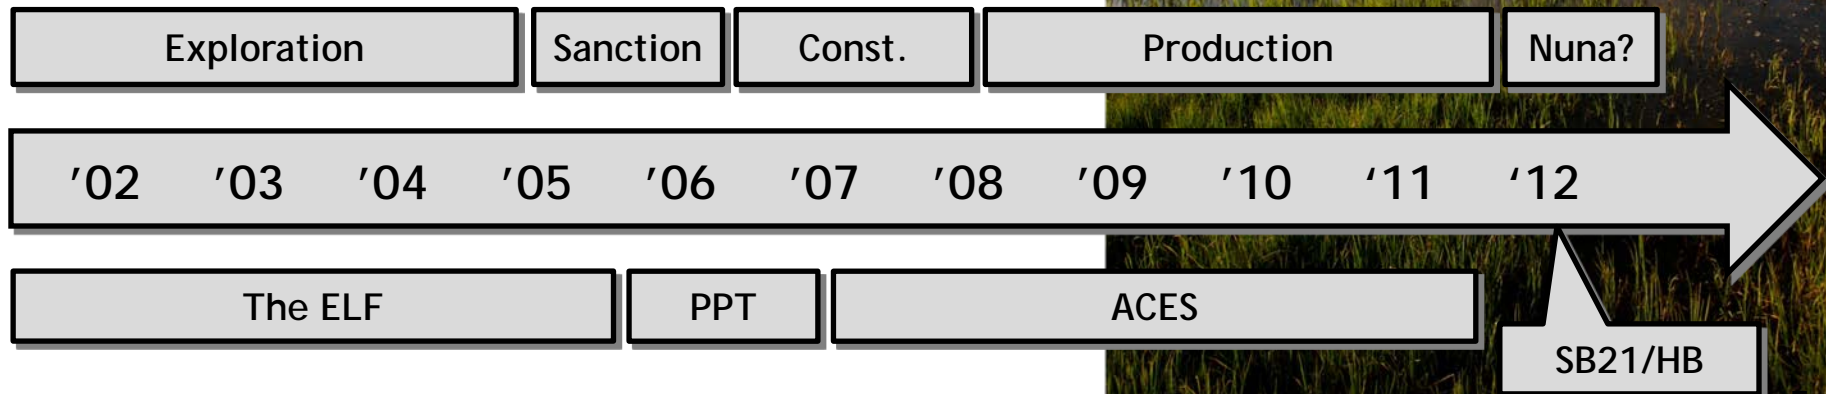 Exploration Sanction Const. Production Nuna?
’02 ’03 ’04 ’05 ’06 ’07 ’08 ’09 ’10 ‘11 ‘12
The ELF PPT ACES
SB21/HB